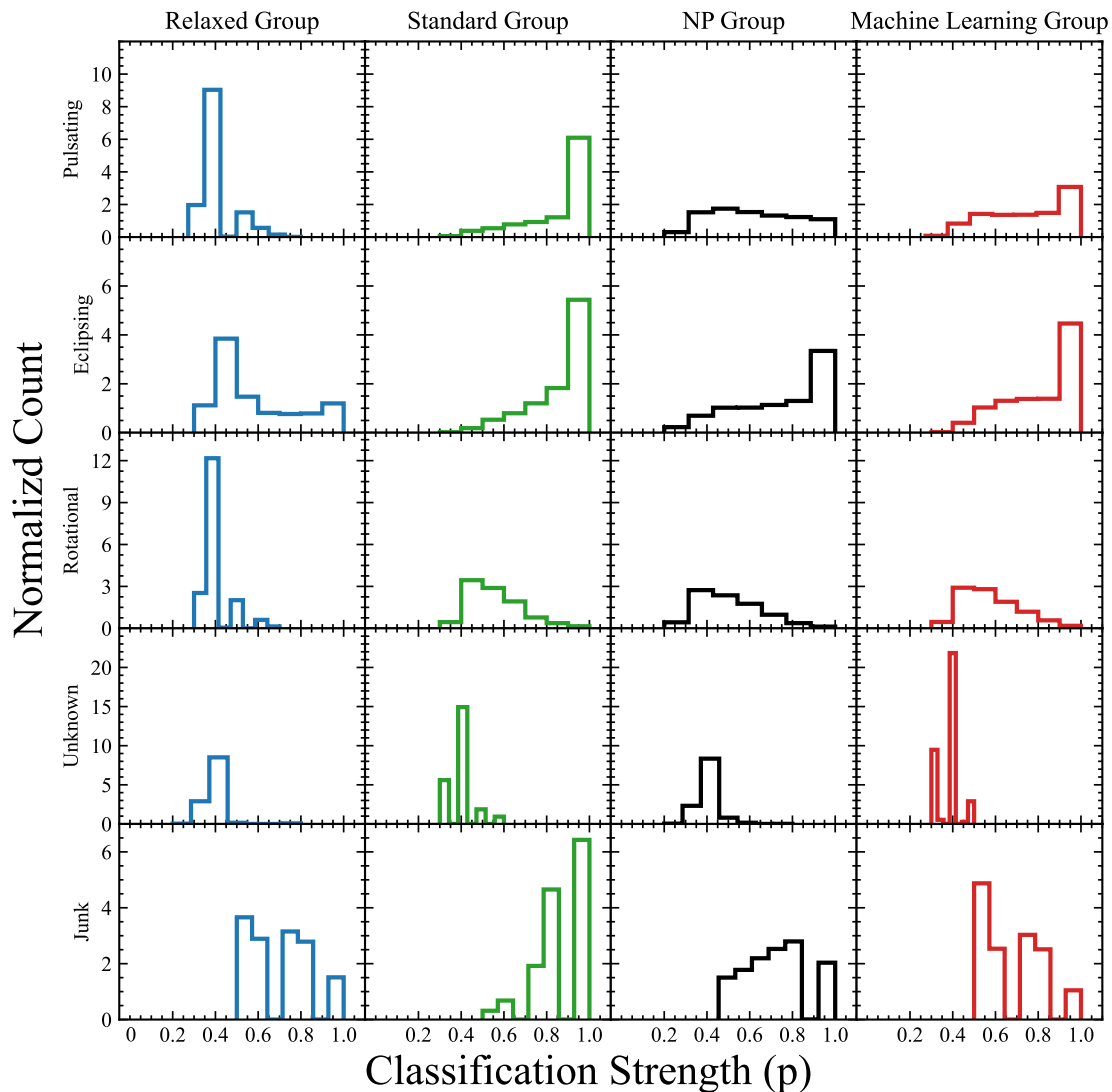 Relaxed Group Standard Group NP Group Machine Learning Group
Normalizd Count
Pulsating
10
8
6
4
2
0
Eclipsing
6
4
2
0
Rotational
12
9
6
3
0
Unknown
20
15
10
5
0
Junk
6
4
2
0
0 0.2 0.4 0.6 0.8 1.0 0.2 0.4 0.6 0.8 1.0 0.2 0.4 0.6 0.8 1.0 0.2 0.4 0.6 0.8 1.0
Classification Strength (p)